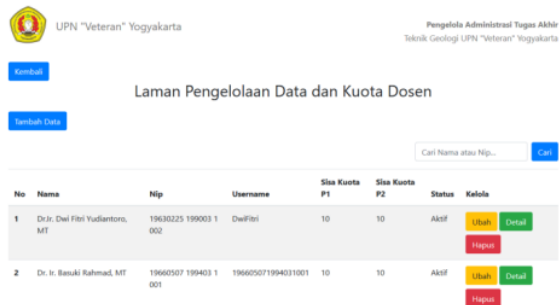 UPN "Veteran" Yogyakarta
Pengelola Administrasi Tugas Akhir
Teknik Geologi UPN "Veteran" Yogyakarta
Kembali
Laman Pengelolaan Data dan Kuota Dosen
Tambah Data
Cari Nama atau Nip... Cari
No Nama Nip Username Sisa Kuota P1 Sisa Kuota P2 Status Kelola
1 Dr.Ir. Dwi Fitri Yudiantoro, MT 19630225 199003 1 002 DwiFitri 10 10 Aktif Ubah Detail Hapus
2 Dr. Ir. Basuki Rahmad, MT 19660507 199403 1 001 196605071994031001 10 10 Aktif Ubah Detail Hapus